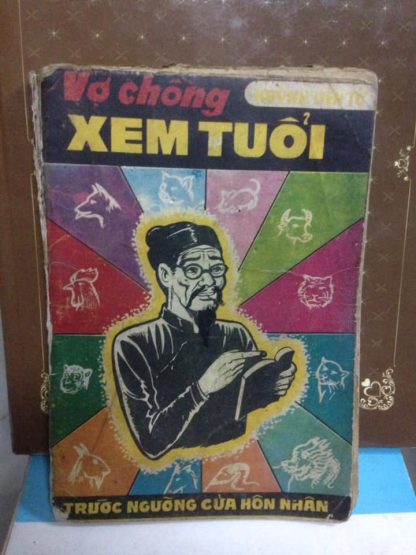 Vợ chồng
XEM TUỔI
TRƯỚC NGƯỠNG CỬA HÔN NHÂN